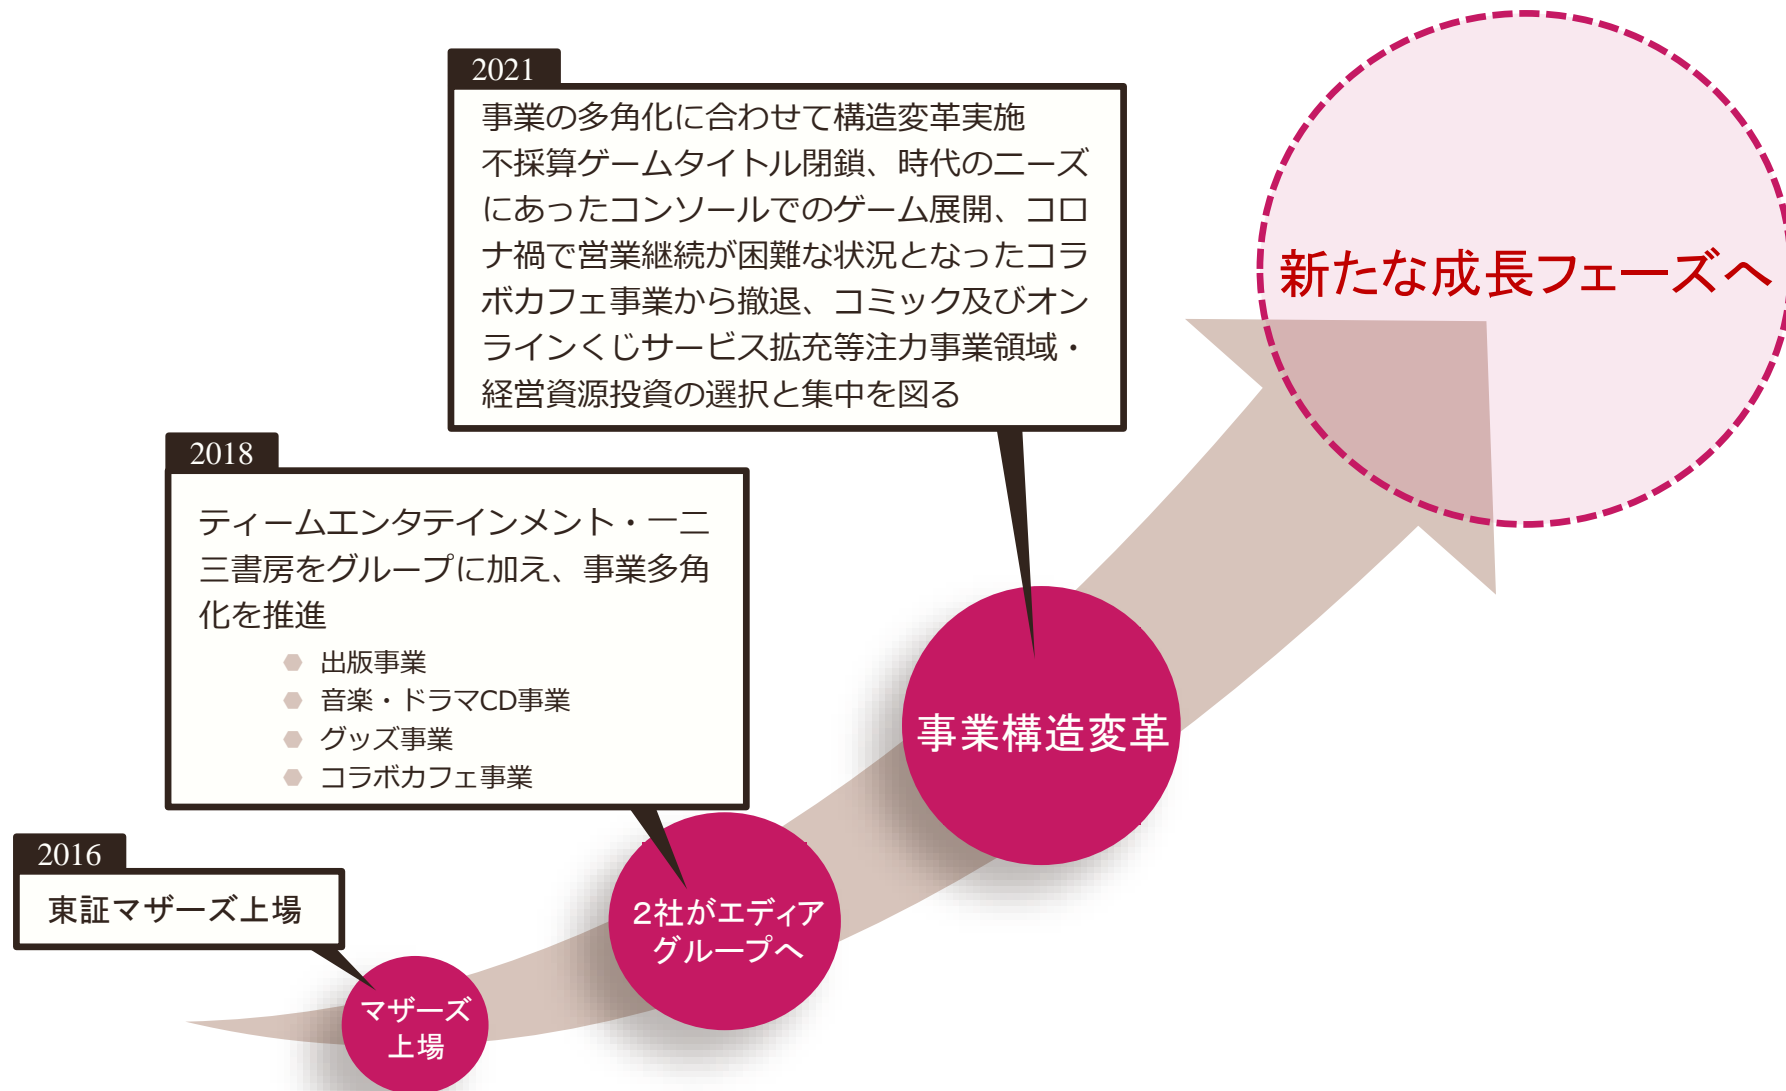 2021
事業の多角化に合わせて構造変革実施
不採算ゲームタイトル閉鎖、時代のニーズ
にあったコンソールでのゲーム展開、コロ
ナ禍で営業継続が困難な状況となったコラ
ボカフェ事業から撤退、コミック及びオン
ラインくじサービス拡充等注力事業領域・
経営資源投資の選択と集中を図る
新たな成長フェーズへ
2018
ティームエンタテインメント・一二
三書房をグループに加え、事業多角
化を推進
出版事業
音楽・ドラマCD事業
グッズ事業
コラボカフェ事業
事業構造変革
2016
東証マザーズ上場
2社がエディア
グループへ
マザーズ
上場